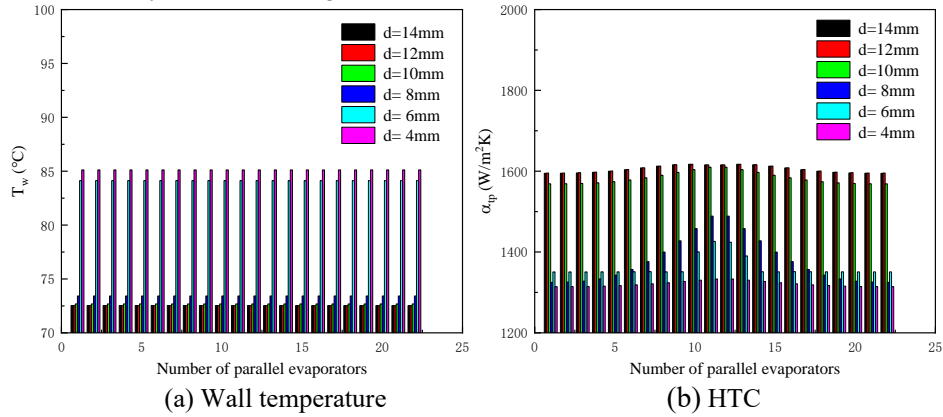 100
95
90
85
80
75
70
T_w (°C)
d=14mm
d=12mm
d=10mm
d= 8mm
d= 6mm
d= 4mm
0 5 10 15 20 25
Number of parallel evaporators
(a) Wall temperature
2000
1800
1600
1400
1200
α_tp (W/m²K)
d=14mm
d=12mm
d=10mm
d= 8mm
d= 6mm
d= 4mm
0 5 10 15 20 25
Number of parallel evaporators
(b) HTC